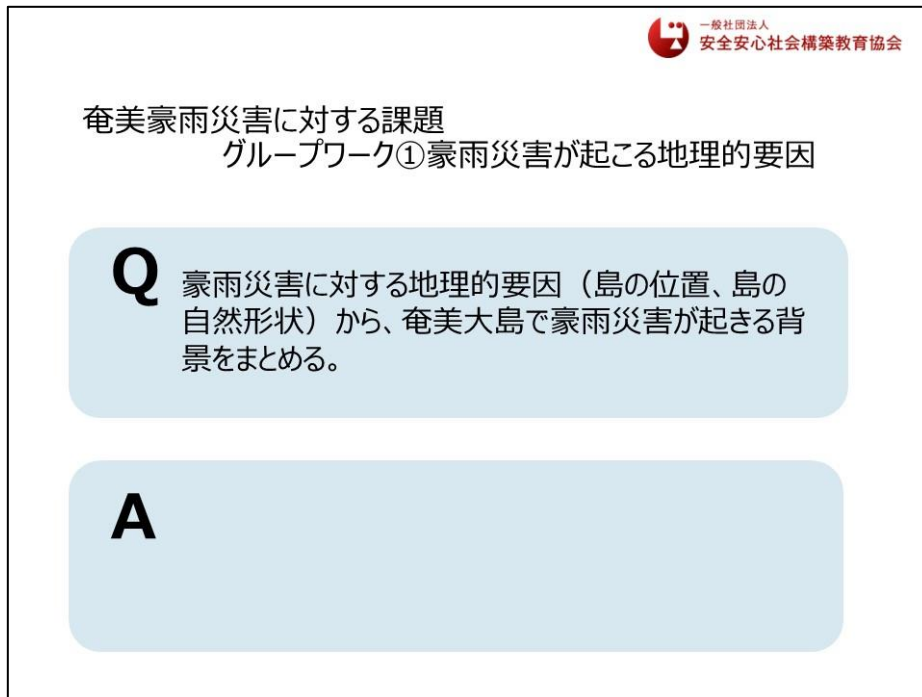 一般社団法人
安全安心社会構築教育協会
奄美豪雨災害に対する課題
グループワーク①豪雨災害が起こる地理的要因
Q
豪雨災害に対する地理的要因（島の位置、島の
自然形状）から、奄美大島で豪雨災害が起きる背
景をまとめる。
A